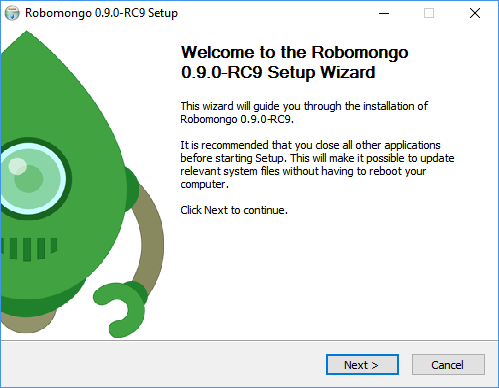 Robomongo 0.9.0-RC9 Setup
Welcome to the Robomongo
0.9.0-RC9 Setup Wizard
This wizard will guide you through the installation of
Robomongo 0.9.0-RC9.
It is recommended that you close all other applications
before starting Setup. This will make it possible to update
relevant system files without having to reboot your
computer.
Click Next to continue.
Next >
Cancel